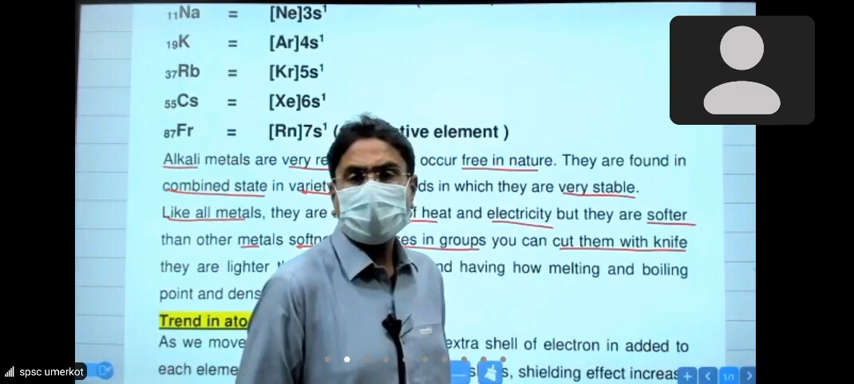 ₁₁Na = [Ne]3s¹
₁₉K = [Ar]4s¹
₃₇Rb = [Kr]5s¹
₅₅Cs = [Xe]6s¹
₈₇Fr = [Rn]7s¹ ( tive element )
Alkali metals are very re occur free in nature. They are found in
combined state in variet ds in which they are very stable.
Like all metals, they are of heat and electricity but they are softer
than other metals softn es in groups you can cut them with knife
they are lighter nd having how melting and boiling
point and dens
Trend in ato
As we move extra shell of electron in added to
each eleme s, shielding effect increas
1/1
spsc umerkot